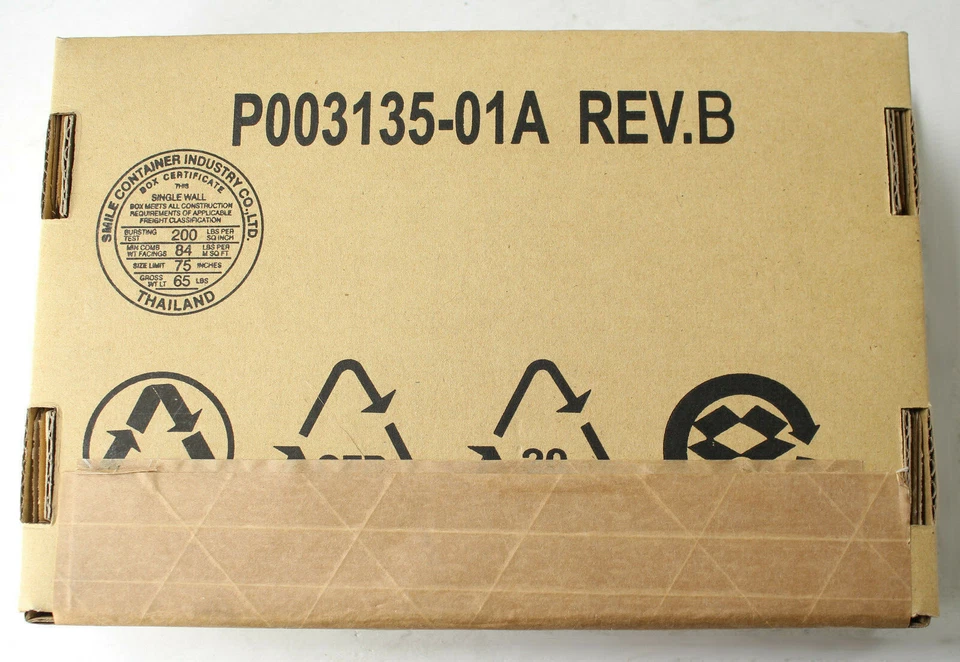 P003135-01A REV.B
SMILE CONTAINER INDUSTRY CO.,LTD.
BOX CERTIFICATE
THIS
SINGLE WALL
BOX MEETS ALL CONSTRUCTION
REQUIREMENTS OF APPLICABLE
FREIGHT CLASSIFICATION
BURSTING TEST 200 LBS PER SQ INCH
MIN COMB WT FACINGS 84 LBS PER M SQ FT
SIZE LIMIT 75 INCHES
GROSS WT LT 65 LBS
THAILAND